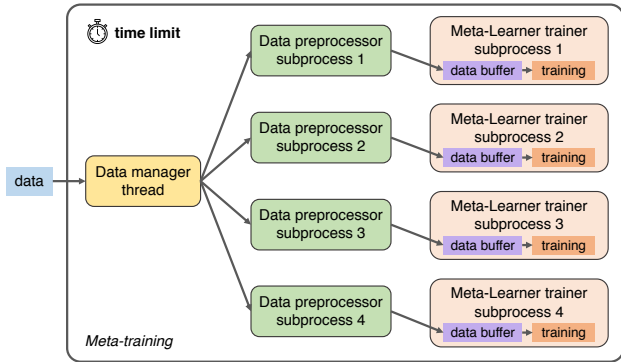 time limit
data
Data manager
thread
Data preprocessor
subprocess 1
Meta-Learner trainer
subprocess 1
data buffer
training
Data preprocessor
subprocess 2
Meta-Learner trainer
subprocess 2
data buffer
training
Data preprocessor
subprocess 3
Meta-Learner trainer
subprocess 3
data buffer
training
Data preprocessor
subprocess 4
Meta-Learner trainer
subprocess 4
data buffer
training
Meta-training